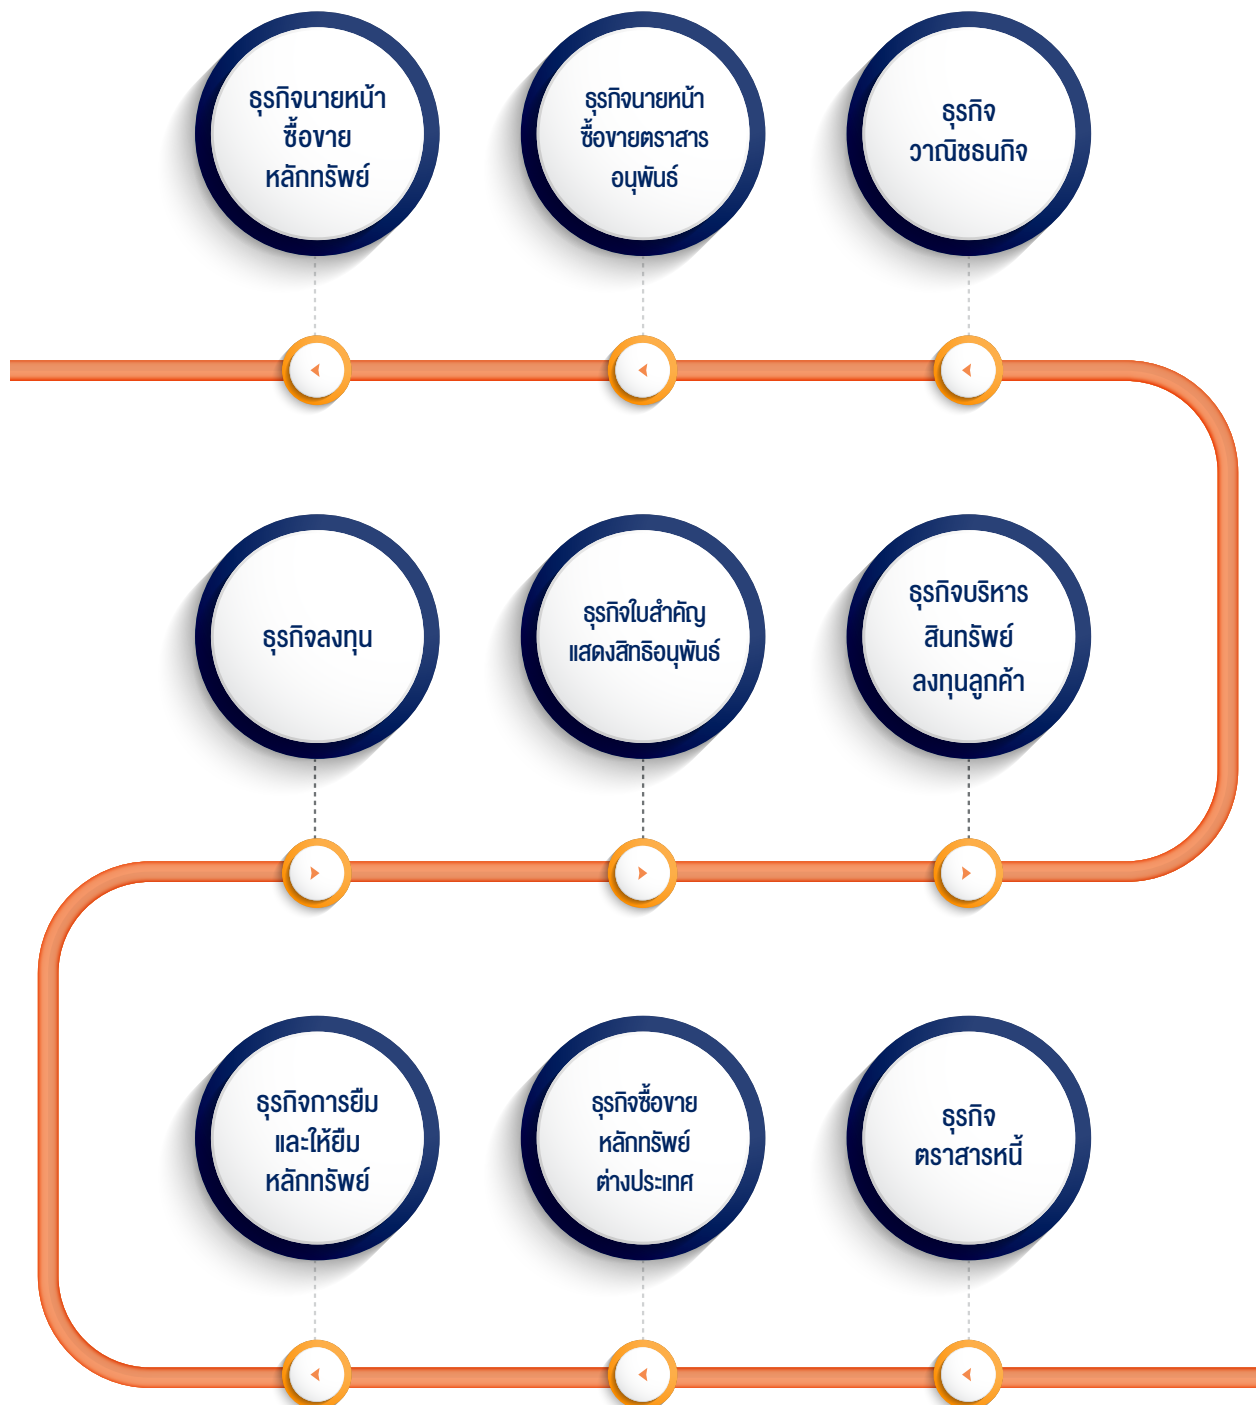 ธุรกิจนายหน้า
ซื้อขาย
หลักทรัพย์
ธุรกิจนายหน้า
ซื้อขายตราสาร
อนุพันธ์
ธุรกิจ
วาณิชธนกิจ
ธุรกิจลงทุน
ธุรกิจใบสำคัญ
แสดงสิทธิอนุพันธ์
ธุรกิจบริหาร
สินทรัพย์
ลงทุนลูกค้า
ธุรกิจการยืม
และให้ยืม
หลักทรัพย์
ธุรกิจซื้อขาย
หลักทรัพย์
ต่างประเทศ
ธุรกิจ
ตราสารหนี้